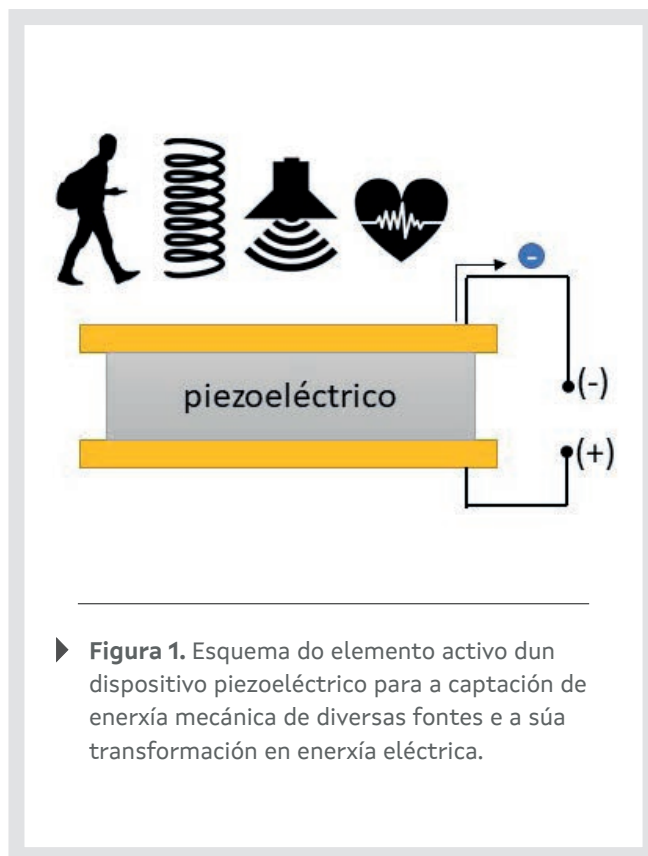 -
(-)
piezoeléctrico
(+)
Figura 1. Esquema do elemento activo dun
dispositivo piezoeléctrico para a captación de
enerxía mecánica de diversas fontes e a súa
transformación en enerxía eléctrica.